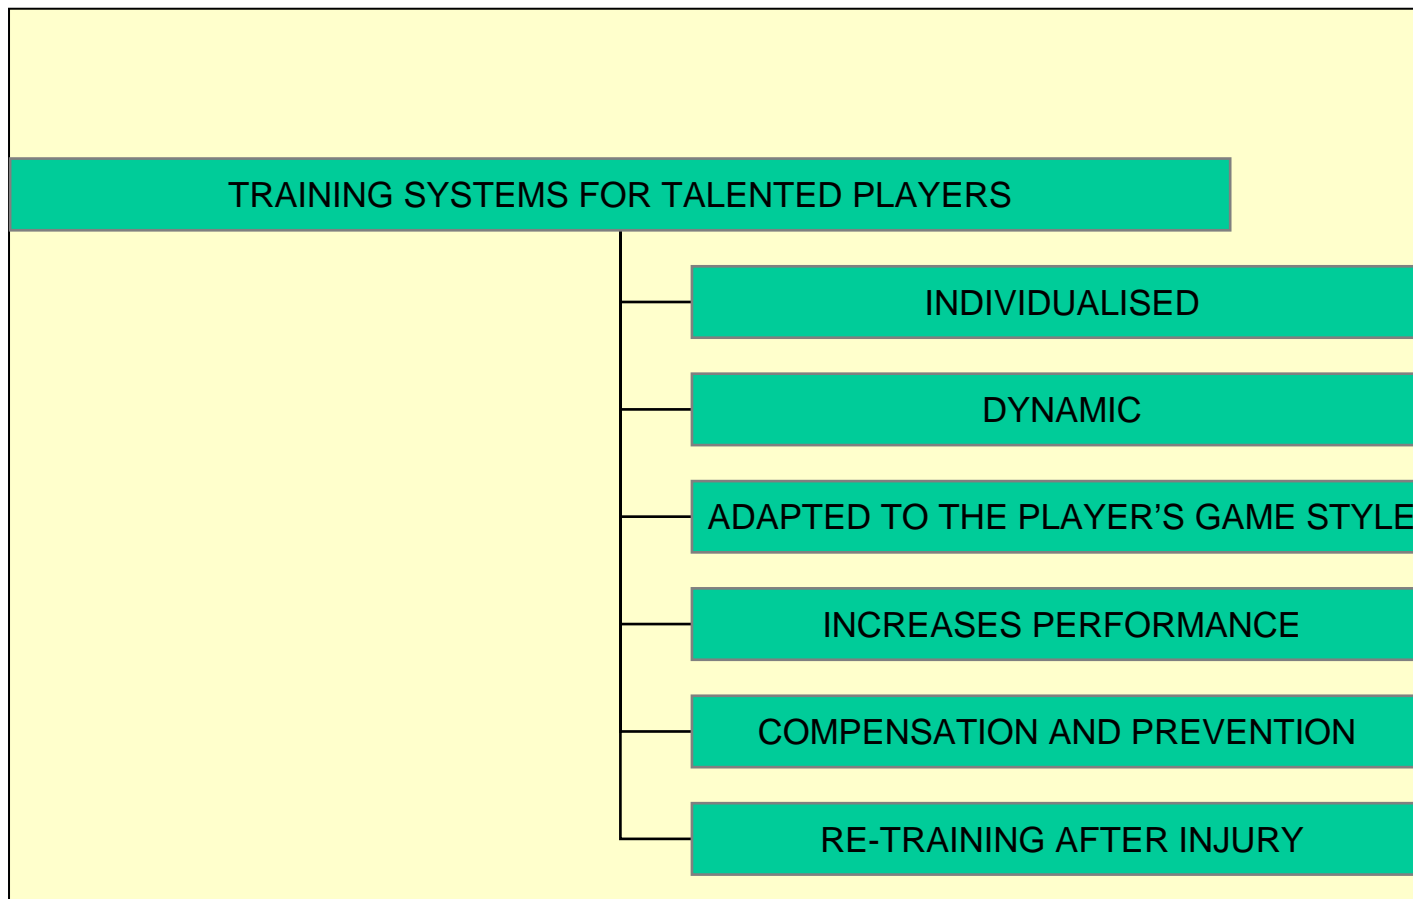 TRAINING SYSTEMS FOR TALENTED PLAYERS
INDIVIDUALISED
DYNAMIC
ADAPTED TO THE PLAYER’S GAME STYLE
INCREASES PERFORMANCE
COMPENSATION AND PREVENTION
RE-TRAINING AFTER INJURY